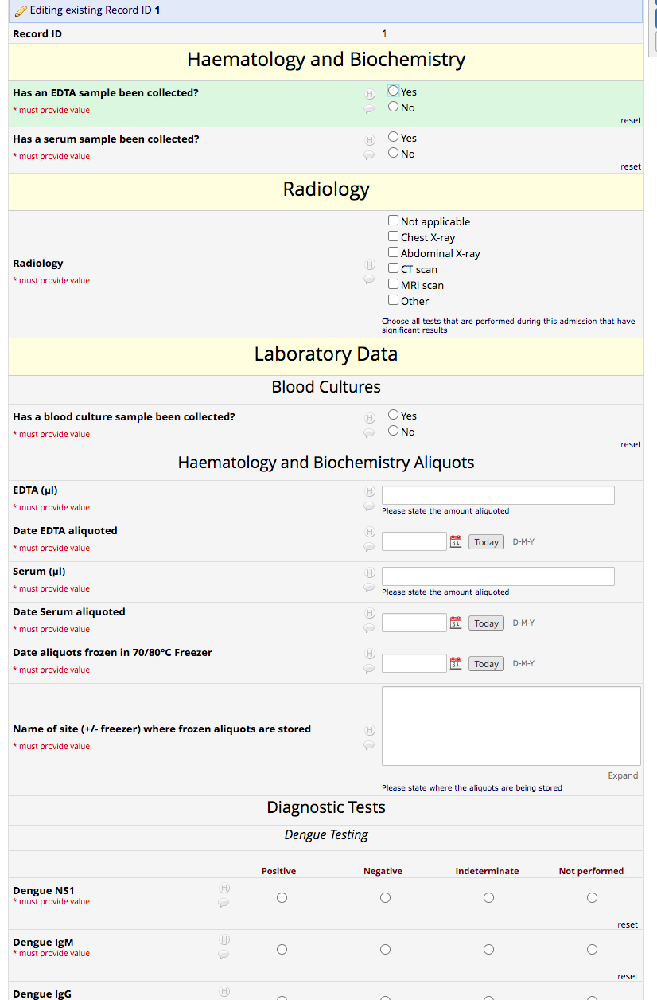 Editing existing Record ID 1
Record ID 1
Haematology and Biochemistry
Has an EDTA sample been collected?
* must provide value
H
Yes
No
reset
Has a serum sample been collected?
* must provide value
H
Yes
No
reset
Radiology
Radiology
* must provide value
H
Not applicable
Chest X-ray
Abdominal X-ray
CT scan
MRI scan
Other
Choose all tests that are performed during this admission that have
significant results
Laboratory Data
Blood Cultures
Has a blood culture sample been collected?
* must provide value
H
Yes
No
reset
Haematology and Biochemistry Aliquots
EDTA (µl)
* must provide value
H
Please state the amount aliquoted
Date EDTA aliquoted
* must provide value
H
31 Today D-M-Y
Serum (µl)
* must provide value
H
Please state the amount aliquoted
Date Serum aliquoted
* must provide value
H
31 Today D-M-Y
Date aliquots frozen in 70/80°C Freezer
* must provide value
H
31 Today D-M-Y
Name of site (+/- freezer) where frozen aliquots are stored
* must provide value
H
Expand
Please state where the aliquots are being stored
Diagnostic Tests
Dengue Testing
Positive Negative Indeterminate Not performed
Dengue NS1
* must provide value
H
reset
Dengue IgM
* must provide value
H
reset
Dengue IgG
H